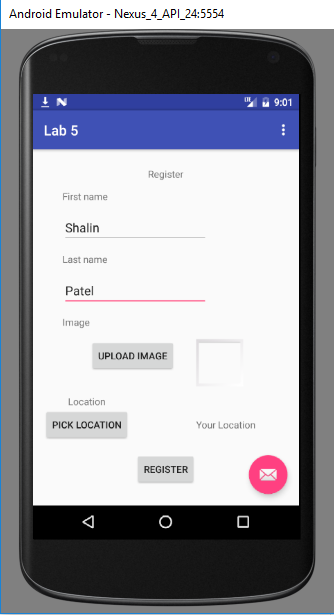 Android Emulator - Nexus_4_API_24:5554
LTE 9:01
Lab 5
Register
First name
Shalin
Last name
Patel
Image
UPLOAD IMAGE
Location
PICK LOCATION
Your Location
REGISTER